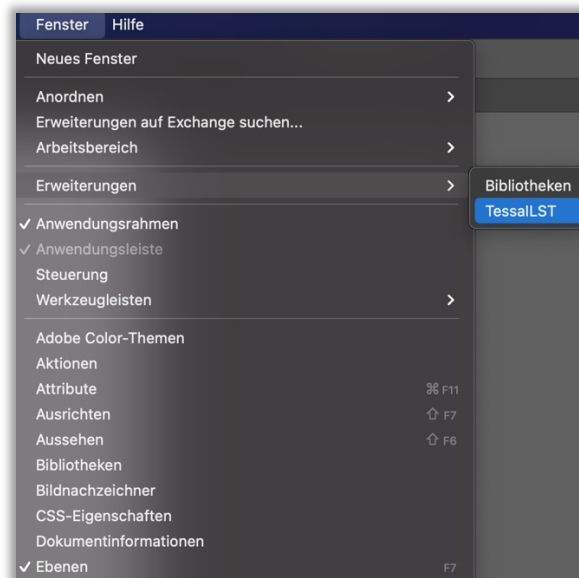 Fenster Hilfe
Neues Fenster
Anordnen
Erweiterungen auf Exchange suchen...
Arbeitsbereich
Erweiterungen
Bibliotheken
TessaILST
✓ Anwendungsrahmen
✓ Anwendungsleiste
Steuerung
Werkzeugleisten
Adobe Color-Themen
Aktionen
Attribute ⌘ F11
Ausrichten ⇧ F7
Aussehen ⇧ F6
Bibliotheken
Bildnachzeichner
CSS-Eigenschaften
Dokumentinformationen
✓ Ebenen F7